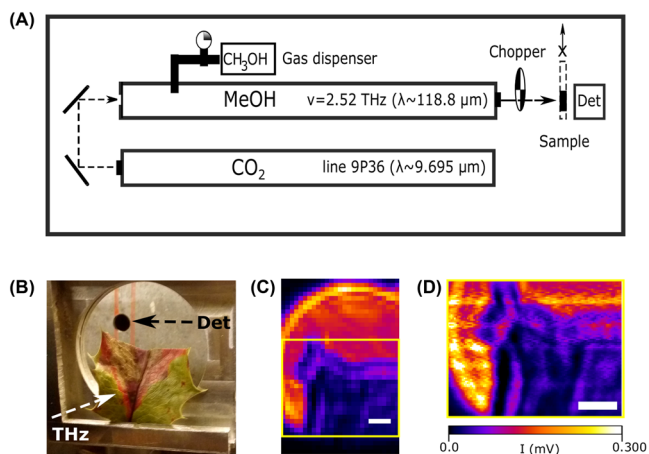 (A)
CH3OH
Gas dispenser
Chopper
X
MeOH
ν=2.52 THz (λ~118.8 µm)
Det
Sample
CO2
line 9P36 (λ~9.695 µm)
(B)
(C)
(D)
Det
THz
0.0
I (mV)
0.300